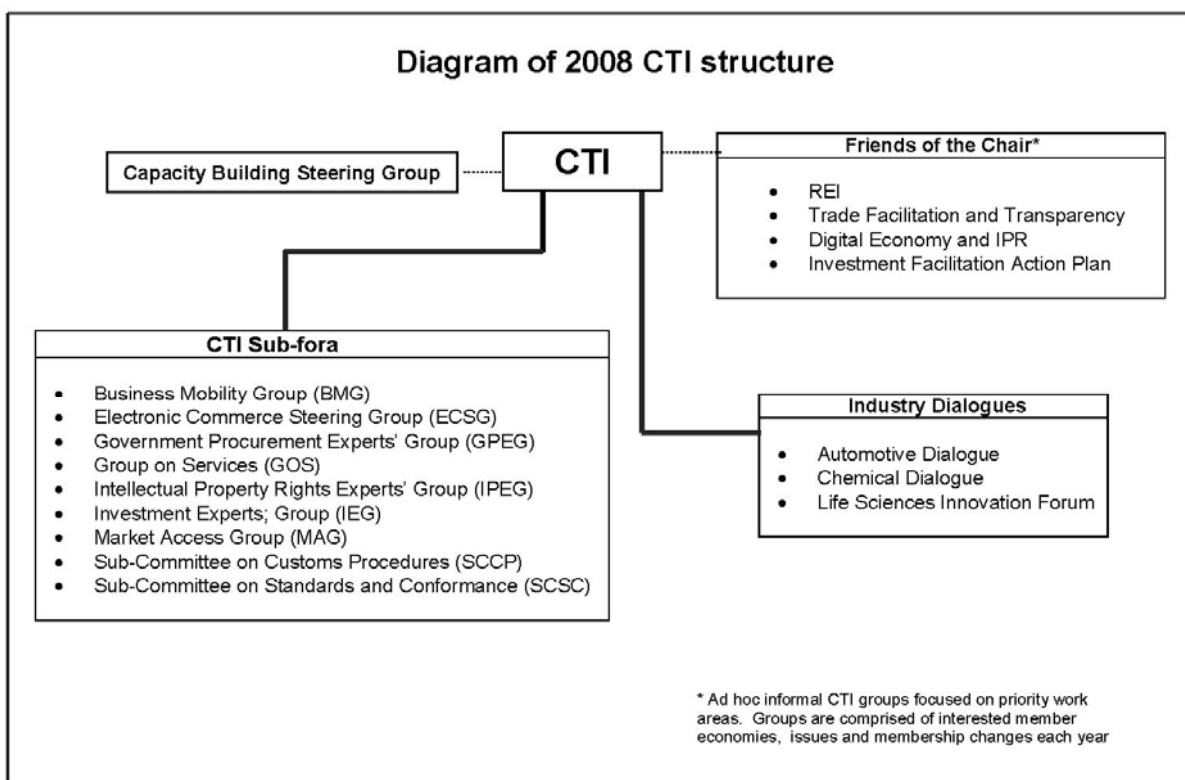 Diagram of 2008 CTI structure
Capacity Building Steering Group
CTI
Friends of the Chair*
• REI
• Trade Facilitation and Transparency
• Digital Economy and IPR
• Investment Facilitation Action Plan
CTI Sub-fora
• Business Mobility Group (BMG)
• Electronic Commerce Steering Group (ECSG)
• Government Procurement Experts' Group (GPEG)
• Group on Services (GOS)
• Intellectual Property Rights Experts' Group (IPEG)
• Investment Experts; Group (IEG)
• Market Access Group (MAG)
• Sub-Committee on Customs Procedures (SCCP)
• Sub-Committee on Standards and Conformance (SCSC)
Industry Dialogues
• Automotive Dialogue
• Chemical Dialogue
• Life Sciences Innovation Forum
* Ad hoc informal CTI groups focused on priority work
areas. Groups are comprised of interested member
economies, issues and membership changes each year